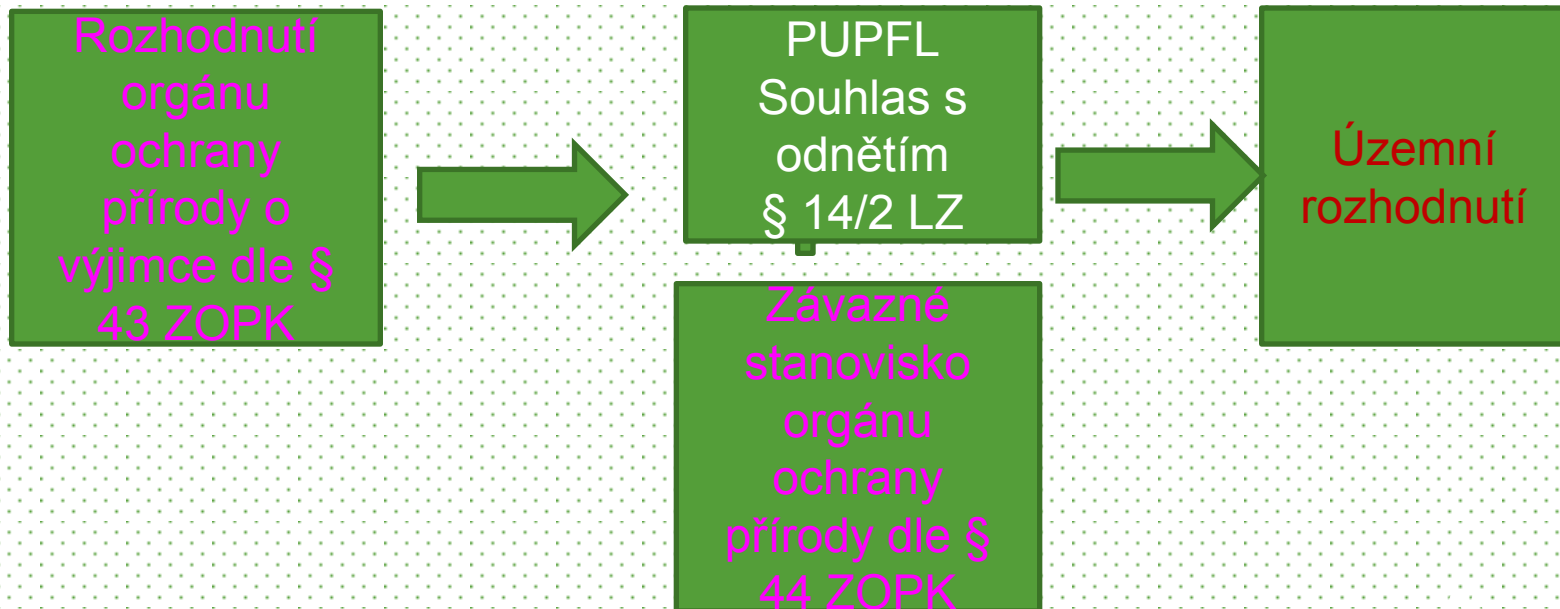 Rozhodnutí
orgánu
ochrany
přírody o
výjimce dle §
43 ZOPK
PUPFL
Souhlas s
odnětím
§ 14/2 LZ
Závazné
stanovisko
orgánu
ochrany
přírody dle §
44 ZOPK
Územní
rozhodnutí